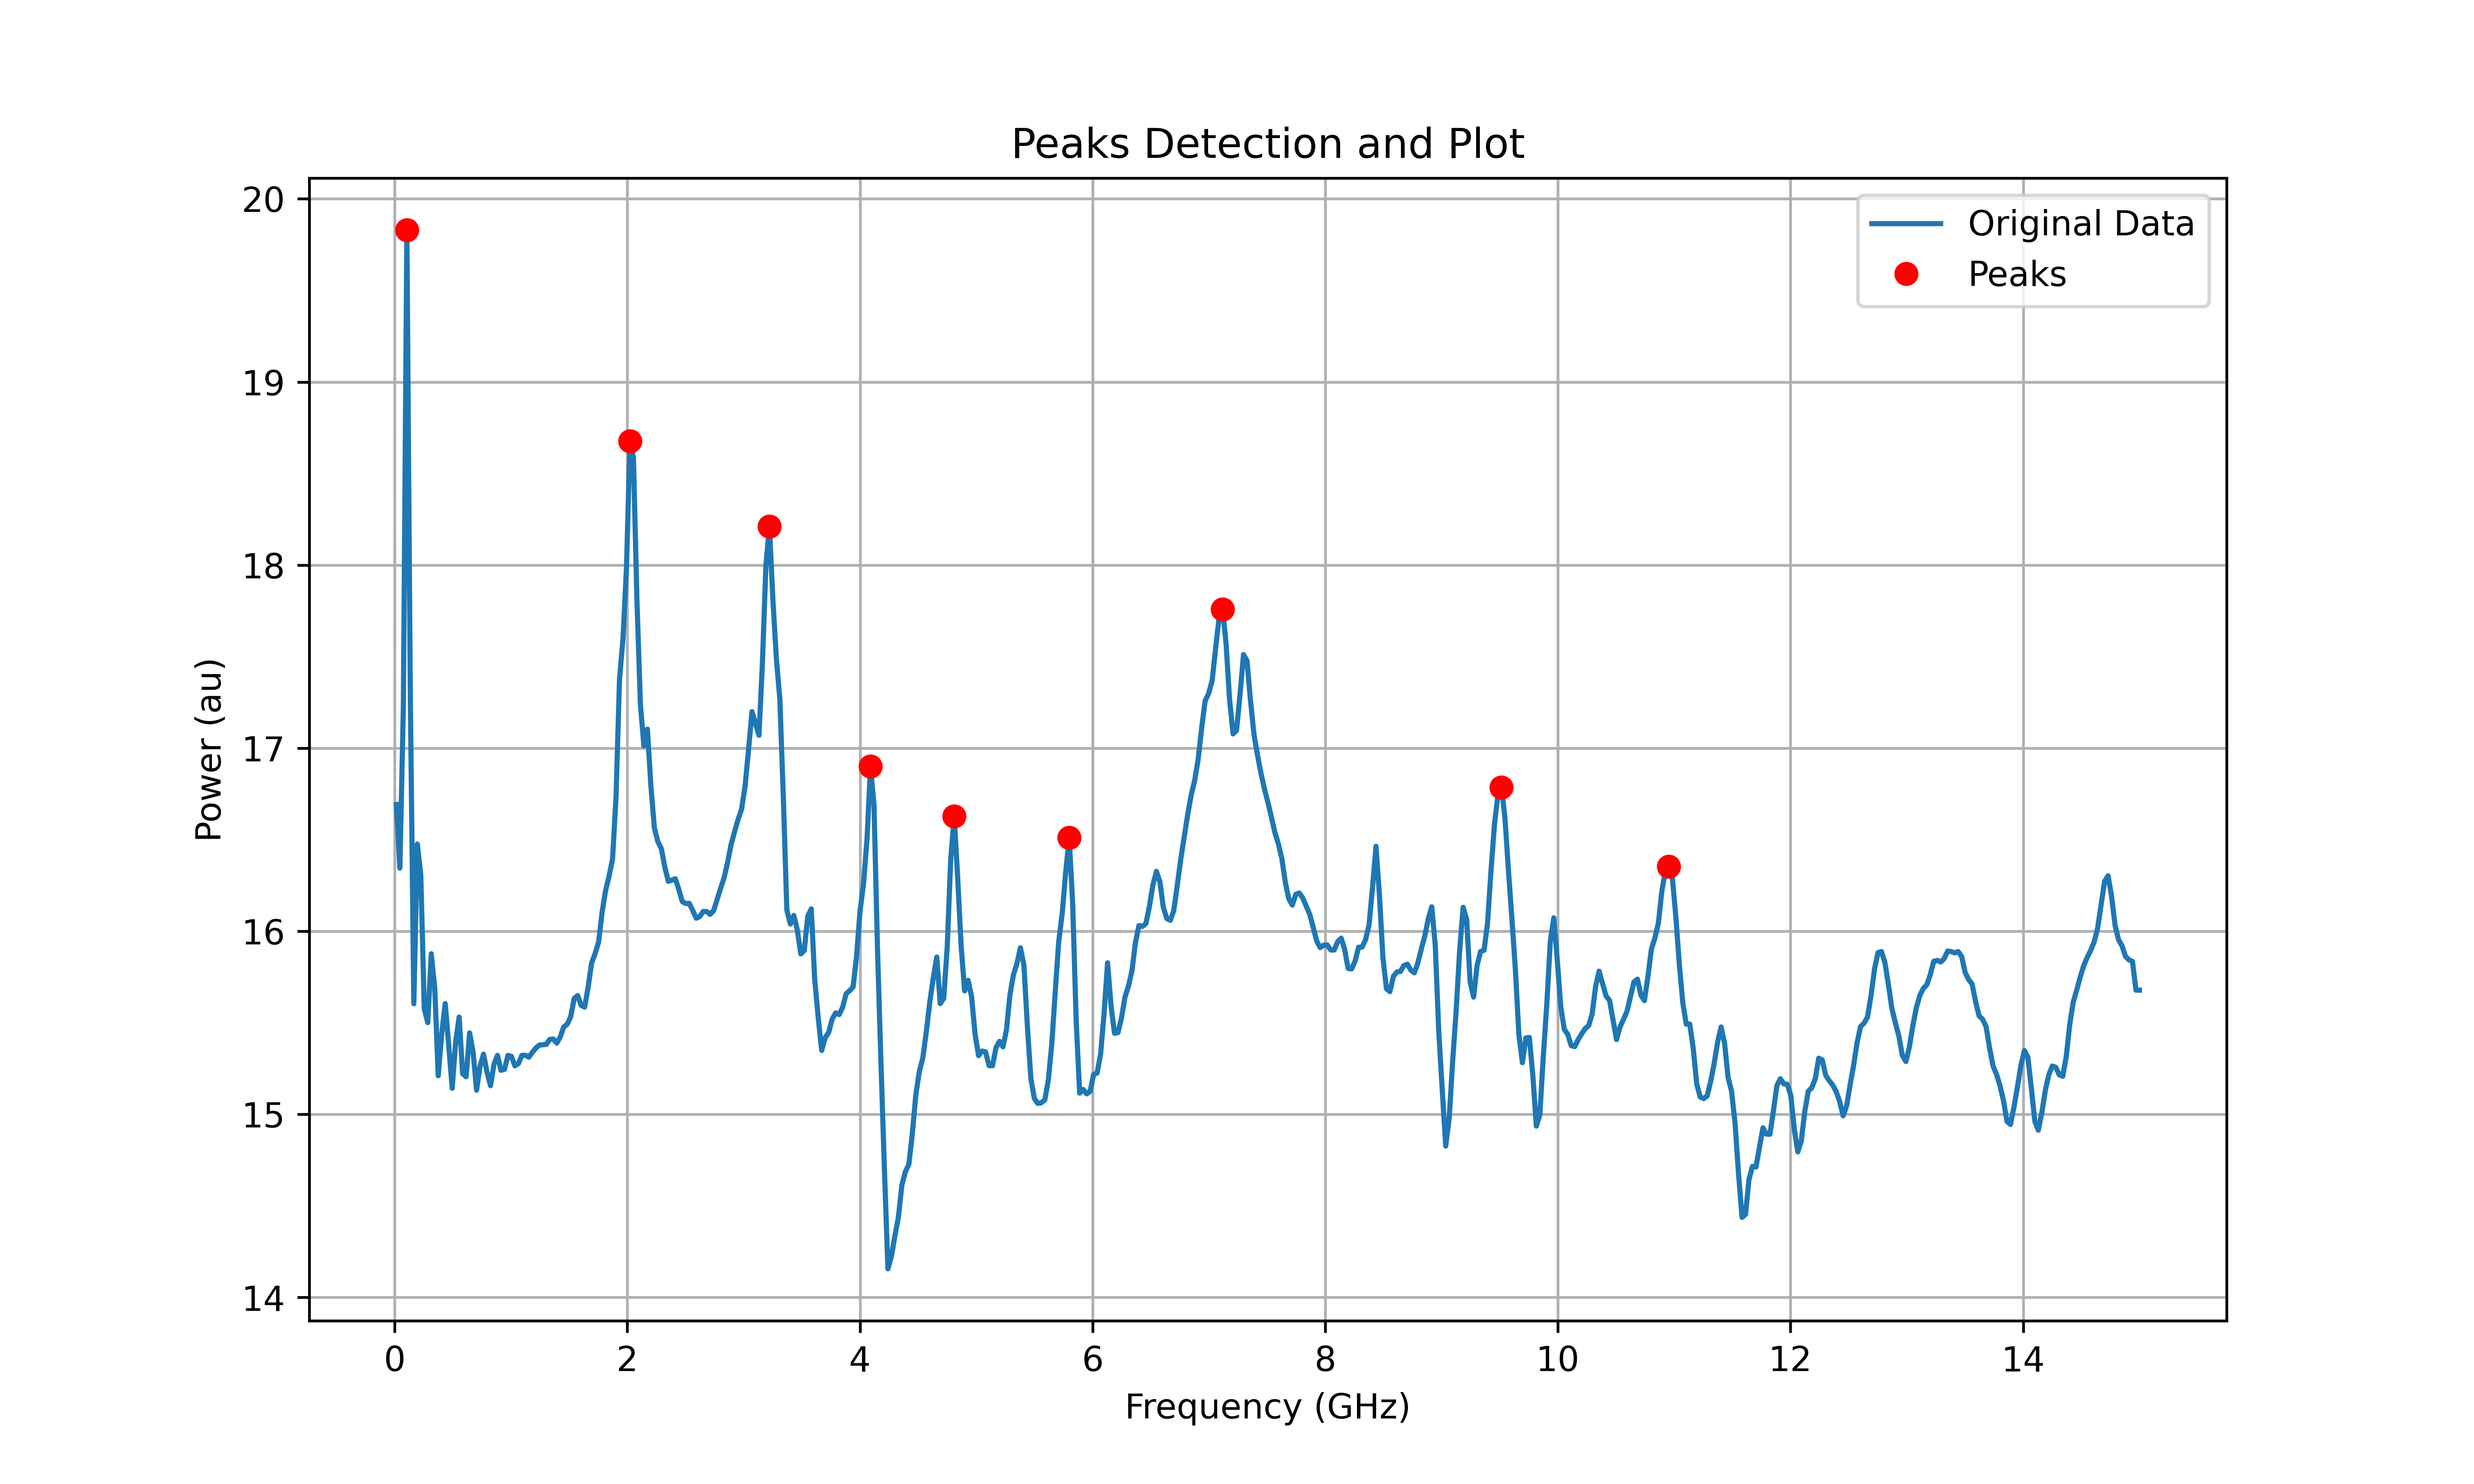 Peaks Detection and Plot
Original Data
Peaks
Power (au)
20
19
18
17
16
15
14
0 2 4 6 8 10 12 14
Frequency (GHz)